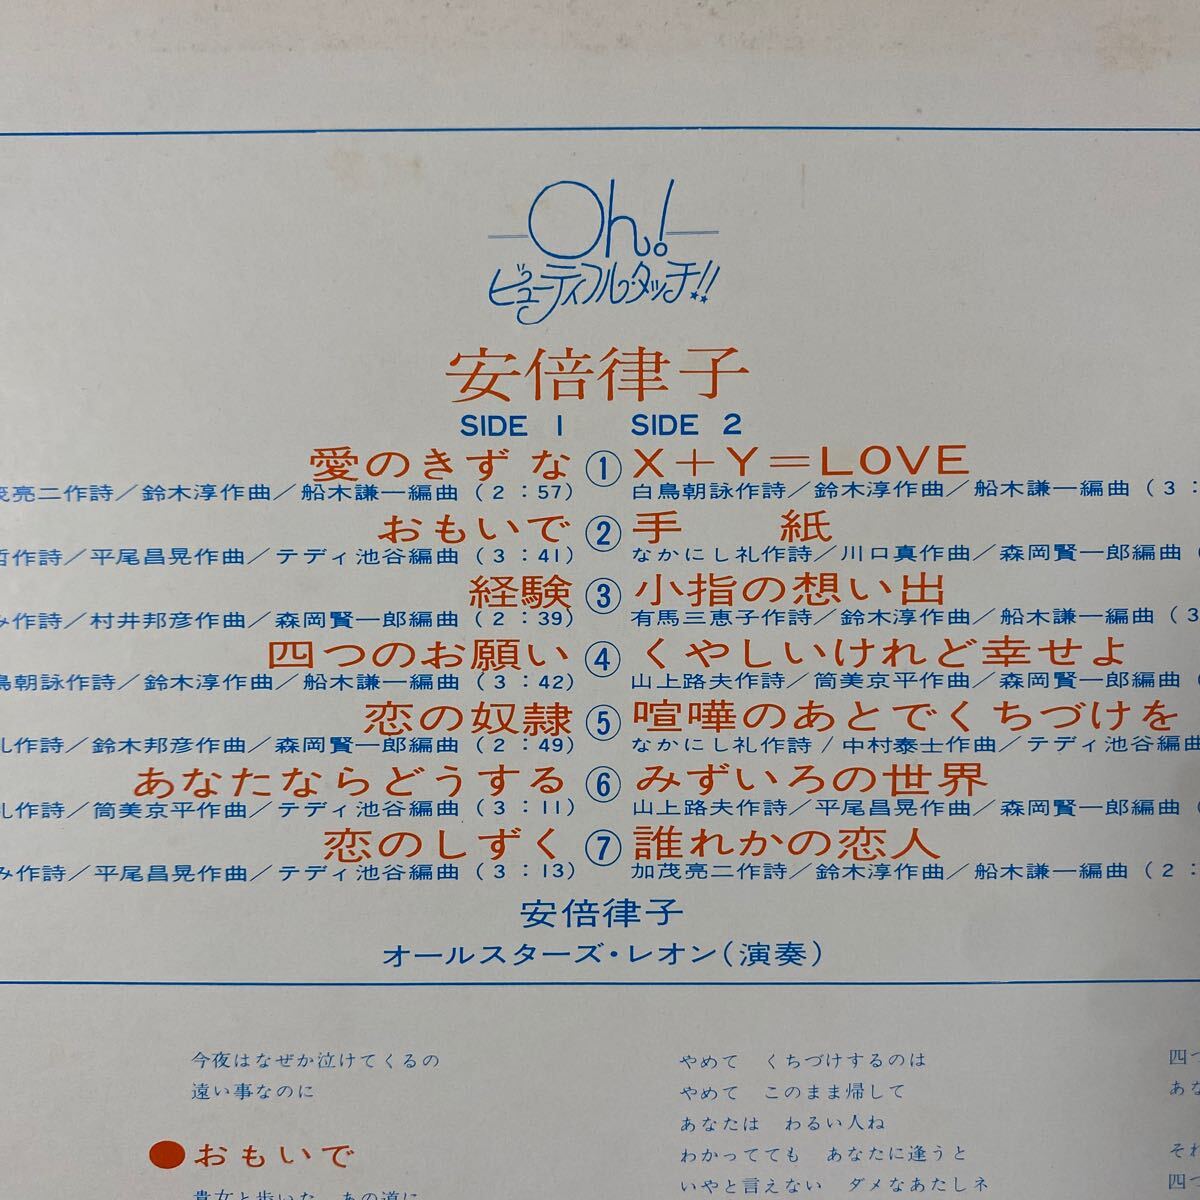 Oh!
ビューティフル・タッチ!!
安倍律子
SIDE 1
愛のきずな ①
茂亮二作詩／鈴木淳作曲／船木謙一編曲（2：57）
おもいで ②
哲作詩／平尾昌晃作曲／テディ池谷編曲（3：41）
経験 ③
み作詩／村井邦彦作曲／森岡賢一郎編曲（2：39）
四つのお願い ④
鳥朝詠作詩／鈴木淳作曲／船木謙一編曲（3：42）
恋の奴隷 ⑤
礼作詩／鈴木邦彦作曲／森岡賢一郎編曲（2：49）
あなたならどうする ⑥
礼作詩／筒美京平作曲／テディ池谷編曲（3：11）
恋のしずく ⑦
み作詩／平尾昌晃作曲／テディ池谷編曲（3：13）
SIDE 2
X＋Y＝LOVE
白鳥朝詠作詩／鈴木淳作曲／船木謙一編曲（3：
手　紙
なかにし礼作詩／川口真作曲／森岡賢一郎編曲（
小指の想い出
有馬三恵子作詩／鈴木淳作曲／船木謙一編曲（3
くやしいけれど幸せよ
山上路夫作詩／筒美京平作曲／森岡賢一郎編曲（
喧嘩のあとでくちづけを
なかにし礼作詩／中村泰士作曲／テディ池谷編曲
みずいろの世界
山上路夫作詩／平尾昌晃作曲／森岡賢一郎編曲（
誰れかの恋人
加茂亮二作詩／鈴木淳作曲／船木謙一編曲（2：
安倍律子
オールスターズ・レオン（演奏）
今夜はなぜか泣けてくるの
遠い事なのに
●おもいで
貴女と歩いた　あの道に
やめて　くちづけするのは
やめて　このまま帰して
あなたは　わるい人ね
わかってても　あなたに逢うと
いやと言えない　ダメなあたしネ
四つ
あな
それ
四つ